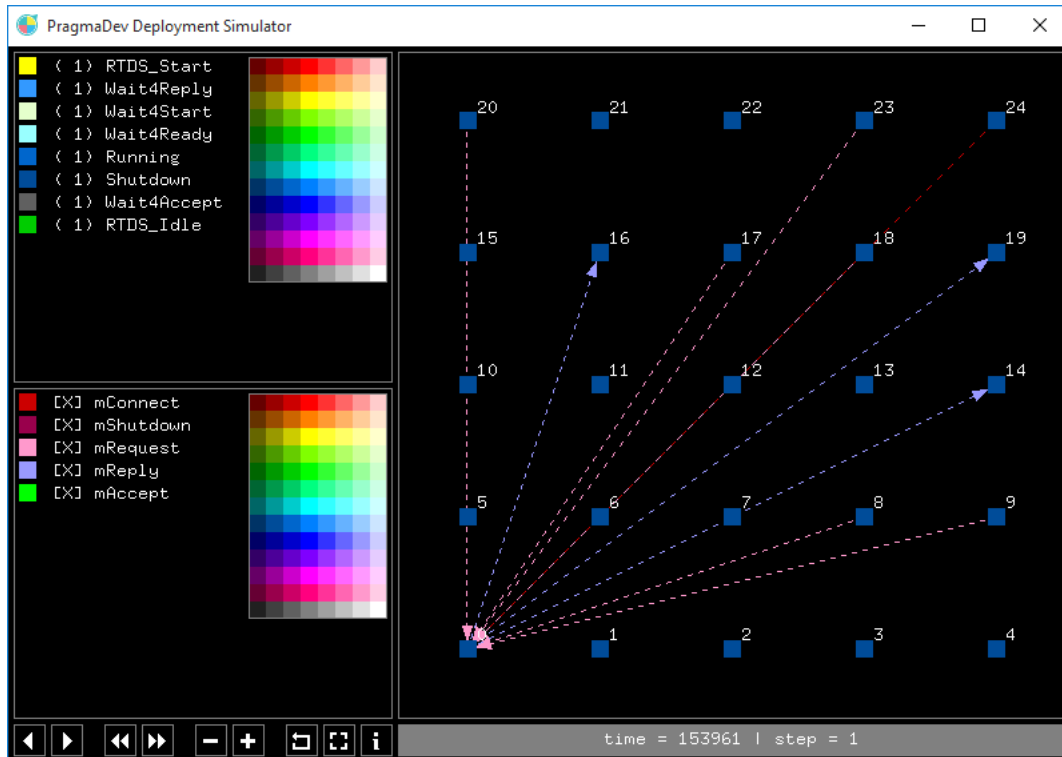 PragmaDev Deployment Simulator
( 1) RTDS_Start
( 1) Wait4Reply
( 1) Wait4Start
( 1) Wait4Ready
( 1) Running
( 1) Shutdown
( 1) Wait4Accept
( 1) RTDS_Idle
[X] mConnect
[X] mShutdown
[X] mRequest
[X] mReply
[X] mAccept
20 21 22 23 24
15 16 17 18 19
10 11 12 13 14
5 6 7 8 9
0 1 2 3 4
i
time = 153961 | step = 1